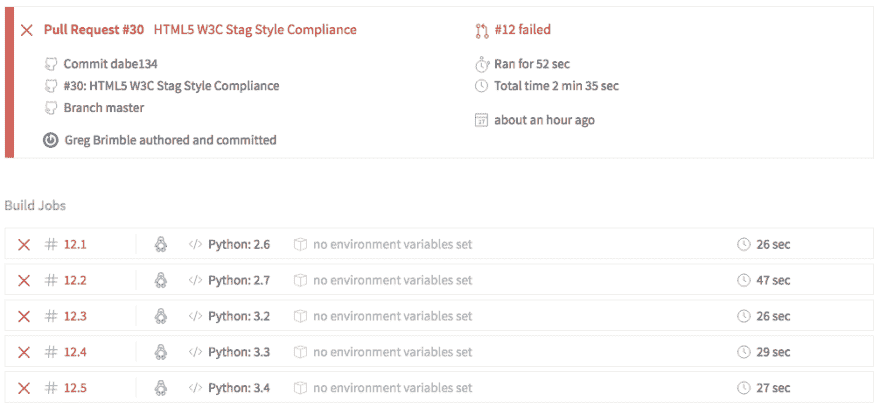 Pull Request #30 HTML5 W3C Stag Style Compliance
#12 failed
Commit dabe134
Ran for 52 sec
#30: HTML5 W3C Stag Style Compliance
Total time 2 min 35 sec
Branch master
about an hour ago
Greg Brimble authored and committed
Build Jobs
# 12.1 Python: 2.6 no environment variables set 26 sec
# 12.2 Python: 2.7 no environment variables set 47 sec
# 12.3 Python: 3.2 no environment variables set 26 sec
# 12.4 Python: 3.3 no environment variables set 29 sec
# 12.5 Python: 3.4 no environment variables set 27 sec